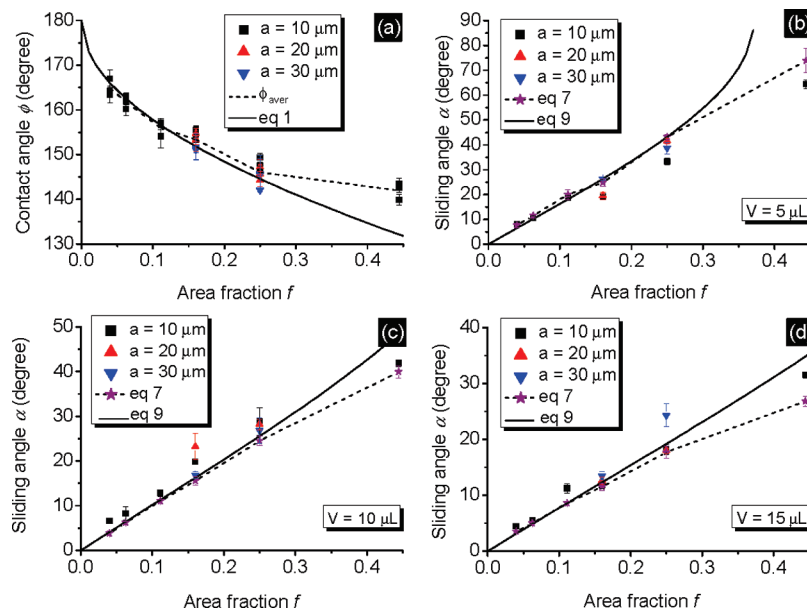 (a)
a = 10 μm
a = 20 μm
a = 30 μm
ϕaver
eq 1
Contact angle ϕ (degree)
180
170
160
150
140
130
0.0 0.1 0.2 0.3 0.4
Area fraction f
(b)
a = 10 μm
a = 20 μm
a = 30 μm
eq 7
eq 9
V = 5 μL
Sliding angle α (degree)
90
80
70
60
50
40
30
20
10
0
0.0 0.1 0.2 0.3 0.4
Area fraction f
(c)
a = 10 μm
a = 20 μm
a = 30 μm
eq 7
eq 9
V = 10 μL
Sliding angle α (degree)
50
40
30
20
10
0
0.0 0.1 0.2 0.3 0.4
Area fraction f
(d)
a = 10 μm
a = 20 μm
a = 30 μm
eq 7
eq 9
V = 15 μL
Sliding angle α (degree)
40
30
20
10
0
0.0 0.1 0.2 0.3 0.4
Area fraction f